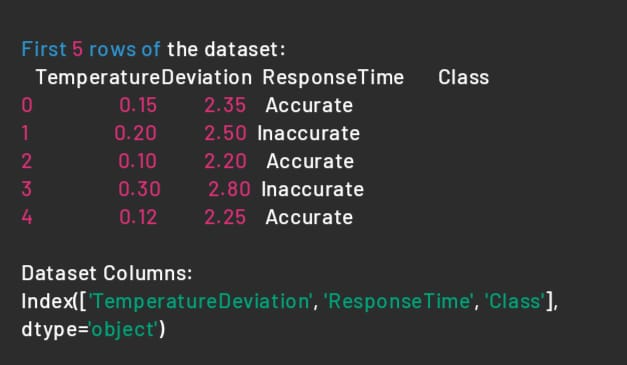 First 5 rows of the dataset:
TemperatureDeviation ResponseTime Class
0 0.15 2.35 Accurate
1 0.20 2.50 Inaccurate
2 0.10 2.20 Accurate
3 0.30 2.80 Inaccurate
4 0.12 2.25 Accurate
Dataset Columns:
Index(['TemperatureDeviation', 'ResponseTime', 'Class'],
dtype='object')